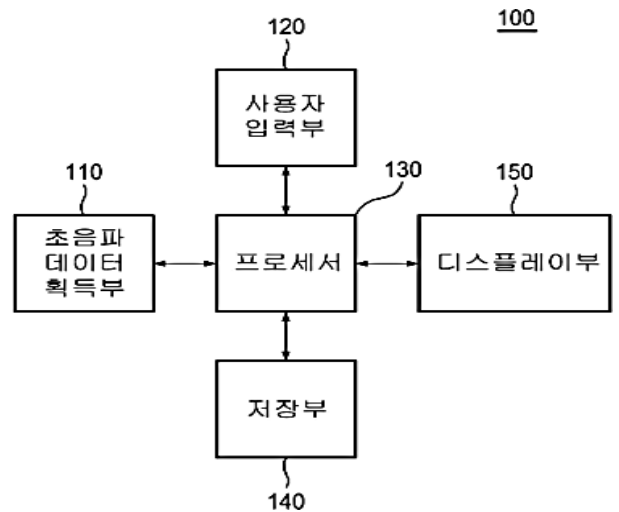 100
120
사용자
입력부
110
초음파
데이터
획득부
130
프로세서
150
디스플레이부
저장부
140